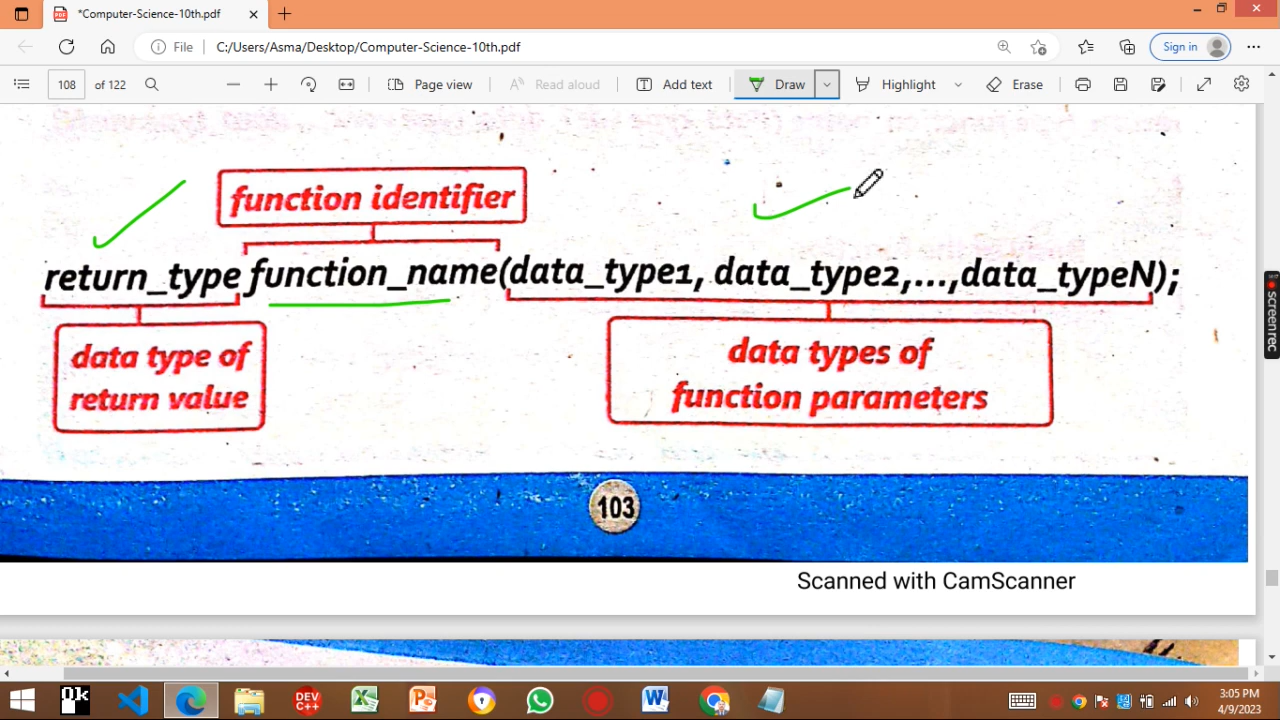 *Computer-Science-10th.pdf
File C:/Users/Asma/Desktop/Computer-Science-10th.pdf
Sign in
108 of 122
Page view
Read aloud
Add text
Draw
Highlight
Erase
function identifier
return_type function_name(data_type1, data_type2,...,data_typeN);
data type of
return value
data types of
function parameters
103
Scanned with CamScanner
screenrec
Ok
DEV
C++
3:05 PM
4/9/2023